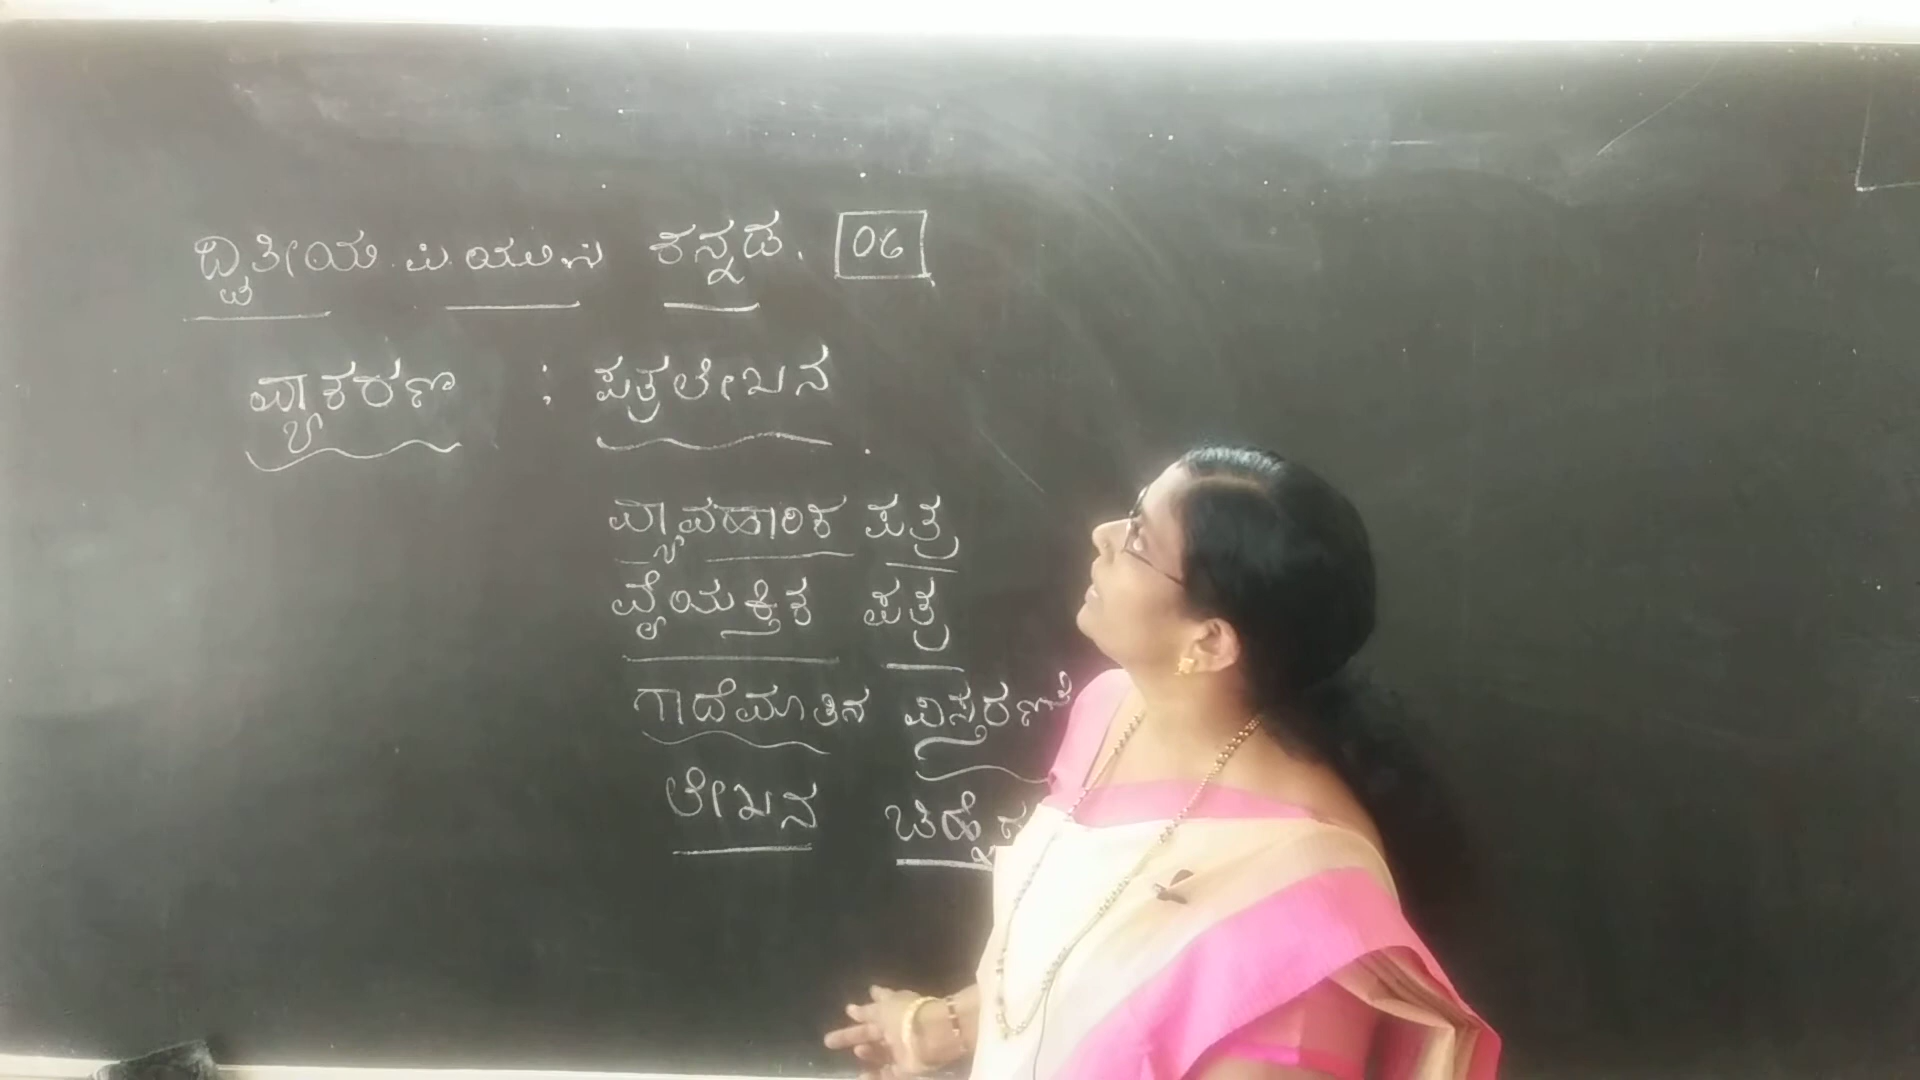 ದ್ವಿತೀಯ ಪಿ.ಯು.ಸಿ ಕನ್ನಡ. 06
ವ್ಯಾಕರಣ : ಪತ್ರಲೇಖನ
ವ್ಯಾವಹಾರಿಕ ಪತ್ರ
ವೈಯಕ್ತಿಕ ಪತ್ರ
ಗಾದೆಮಾತಿನ ವಿಸ್ತರಣೆ
ಲೇಖನ